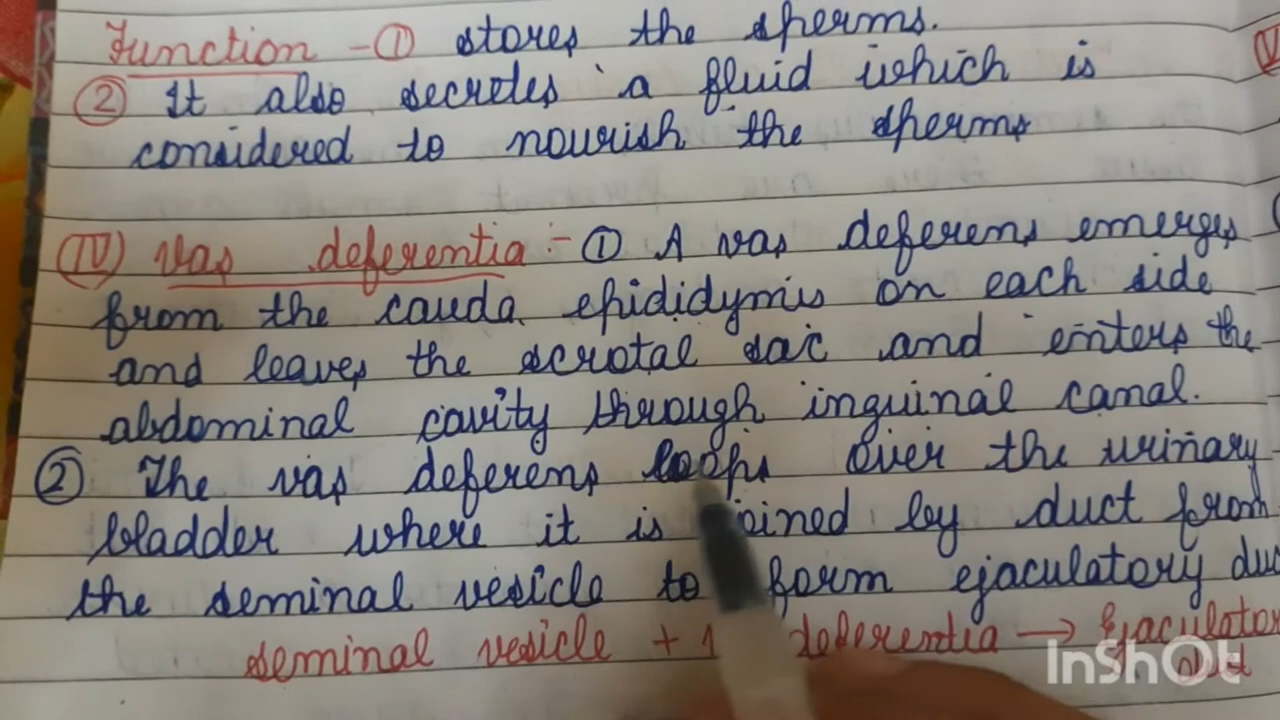 Function - ① stores the sperms.
② It also secretes a fluid which is
considered to nourish the sperms
(IV) Vas deferentia :- ① A vas deferens emerges
from the cauda epididymis on each side
and leaves the scrotal sac and enters the
abdominal cavity through inguinal canal.
② The vas deferens loops over the urinary
bladder where it is joined by duct from
the seminal vesicle to form ejaculatory
seminal vesicle + deferentia →
InShOt